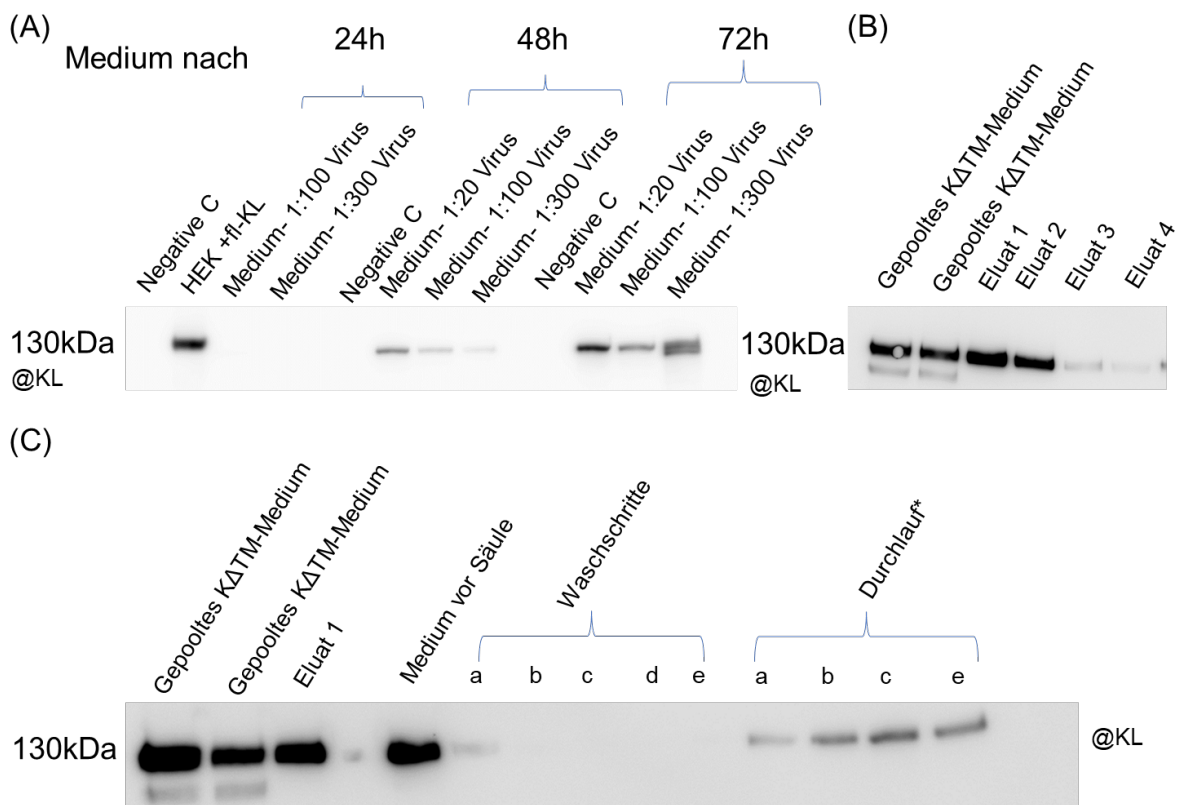 (A)
Medium nach
24h
48h
72h
Negative C
HEK +fl-KL
Medium- 1:100 Virus
Medium- 1:300 Virus
Negative C
Medium- 1:20 Virus
Medium- 1:100 Virus
Medium- 1:300 Virus
Negative C
Medium- 1:20 Virus
Medium- 1:100 Virus
Medium- 1:300 Virus
130kDa
@KL
(B)
Gepooltes KΔTM-Medium
Gepooltes KΔTM-Medium
Eluat 1
Eluat 2
Eluat 3
Eluat 4
130kDa
@KL
(C)
Gepooltes KΔTM-Medium
Gepooltes KΔTM-Medium
Eluat 1
Medium vor Säule
Waschschritte
a b c d e
Durchlauf*
a b c e
130kDa
@KL